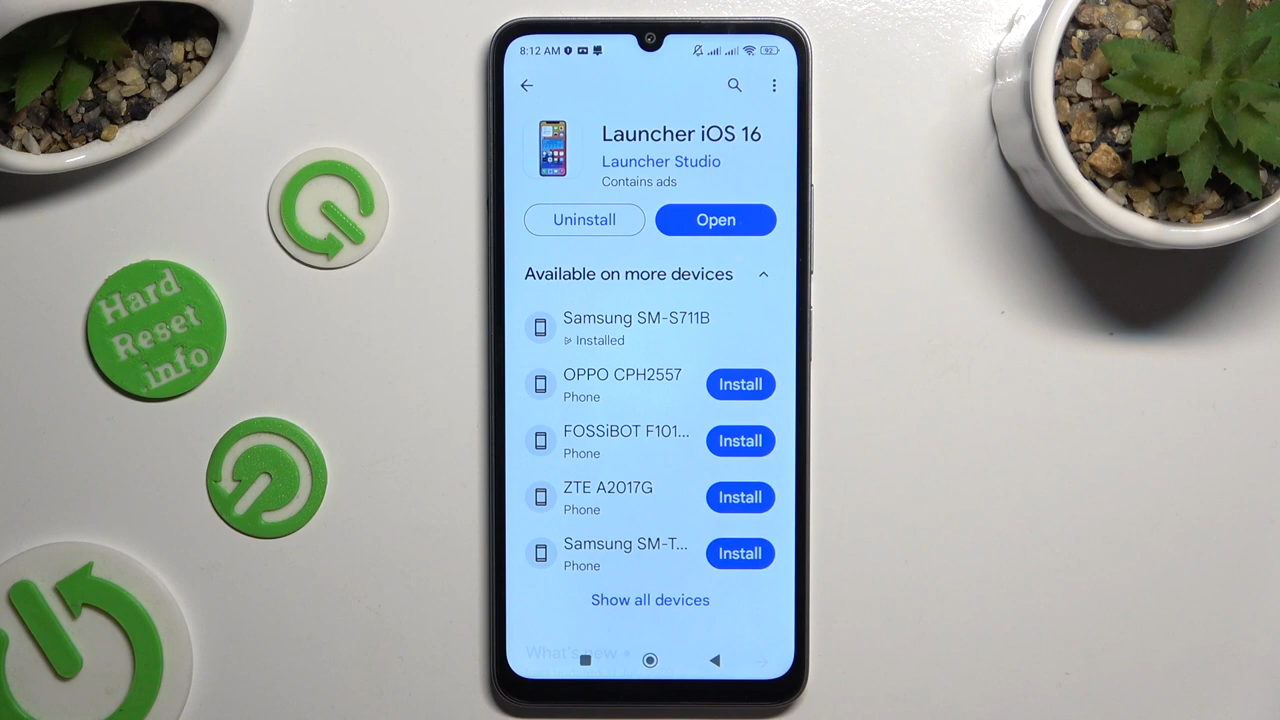 8:12 AM
92
Launcher iOS 16
Launcher Studio
Contains ads
Uninstall
Open
Available on more devices
Samsung SM-S711B
Installed
OPPO CPH2557
Phone
Install
FOSSiBOT F101...
Phone
Install
ZTE A2017G
Phone
Install
Samsung SM-T...
Phone
Install
Show all devices
What's new
Hard
Reset
info